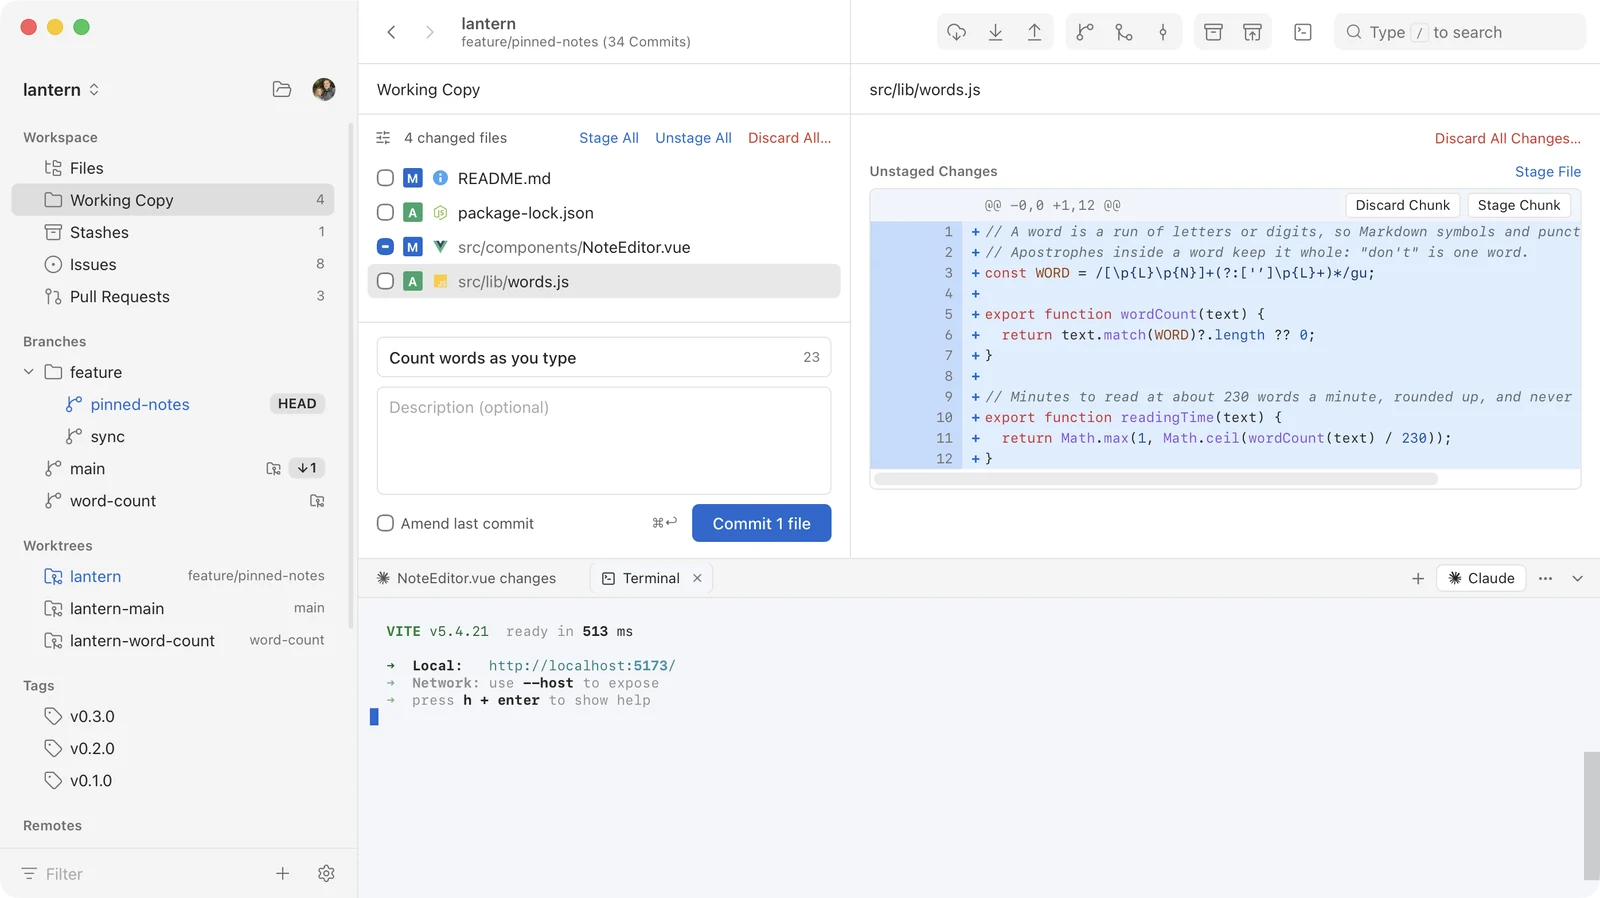 lantern
Workspace
Files
Working Copy 4
Stashes 1
Issues 8
Pull Requests 3
Branches
feature
pinned-notes HEAD
sync
main ↓1
word-count
Worktrees
lantern feature/pinned-notes
lantern-main main
lantern-word-count word-count
Tags
v0.3.0
v0.2.0
v0.1.0
Remotes
Filter
lantern
feature/pinned-notes (34 Commits)
Type / to search
Working Copy
4 changed files Stage All Unstage All Discard All...
M README.md
A package-lock.json
M src/components/NoteEditor.vue
A src/lib/words.js
Count words as you type 23
Description (optional)
Amend last commit ⌘↩ Commit 1 file
src/lib/words.js
Discard All Changes...
Unstaged Changes Stage File
@@ -0,0 +1,12 @@ Discard Chunk Stage Chunk
1 + // A word is a run of letters or digits, so Markdown symbols and punct
2 + // Apostrophes inside a word keep it whole: "don't" is one word.
3 + const WORD = /[\p{L}\p{N}]+(?:['’]\p{L}+)*/gu;
4 +
5 + export function wordCount(text) {
6 + return text.match(WORD)?.length ?? 0;
7 + }
8 +
9 + // Minutes to read at about 230 words a minute, rounded up, and never
10 + export function readingTime(text) {
11 + return Math.max(1, Math.ceil(wordCount(text) / 230));
12 + }
NoteEditor.vue changes Terminal × + Claude ...
VITE v5.4.21 ready in 513 ms
➜ Local: http://localhost:5173/
➜ Network: use --host to expose
➜ press h + enter to show help